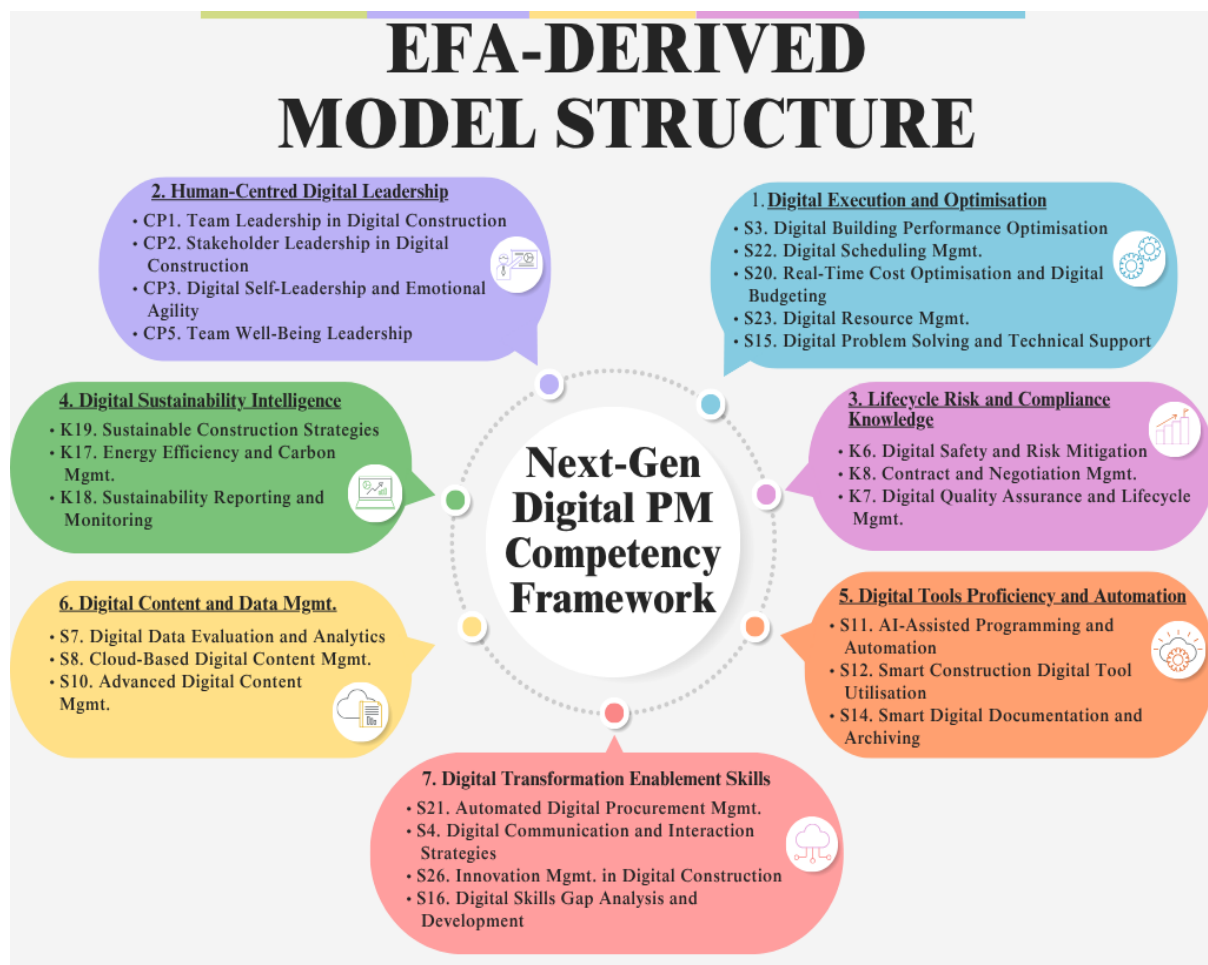 EFA-DERIVED
MODEL STRUCTURE
2. Human-Centred Digital Leadership
• CP1. Team Leadership in Digital Construction
• CP2. Stakeholder Leadership in Digital
Construction
• CP3. Digital Self-Leadership and Emotional
Agility
• CP5. Team Well-Being Leadership
1. Digital Execution and Optimisation
• S3. Digital Building Performance Optimisation
• S22. Digital Scheduling Mgmt.
• S20. Real-Time Cost Optimisation and Digital
Budgeting
• S23. Digital Resource Mgmt.
• S15. Digital Problem Solving and Technical Support
4. Digital Sustainability Intelligence
• K19. Sustainable Construction Strategies
• K17. Energy Efficiency and Carbon
Mgmt.
• K18. Sustainability Reporting and
Monitoring
3. Lifecycle Risk and Compliance
Knowledge
• K6. Digital Safety and Risk Mitigation
• K8. Contract and Negotiation Mgmt.
• K7. Digital Quality Assurance and Lifecycle
Mgmt.
Next-Gen
Digital PM
Competency
Framework
6. Digital Content and Data Mgmt.
• S7. Digital Data Evaluation and Analytics
• S8. Cloud-Based Digital Content Mgmt.
• S10. Advanced Digital Content
Mgmt.
5. Digital Tools Proficiency and Automation
• S11. AI-Assisted Programming and
Automation
• S12. Smart Construction Digital Tool
Utilisation
• S14. Smart Digital Documentation and
Archiving
7. Digital Transformation Enablement Skills
• S21. Automated Digital Procurement Mgmt.
• S4. Digital Communication and Interaction
Strategies
• S26. Innovation Mgmt. in Digital Construction
• S16. Digital Skills Gap Analysis and
Development